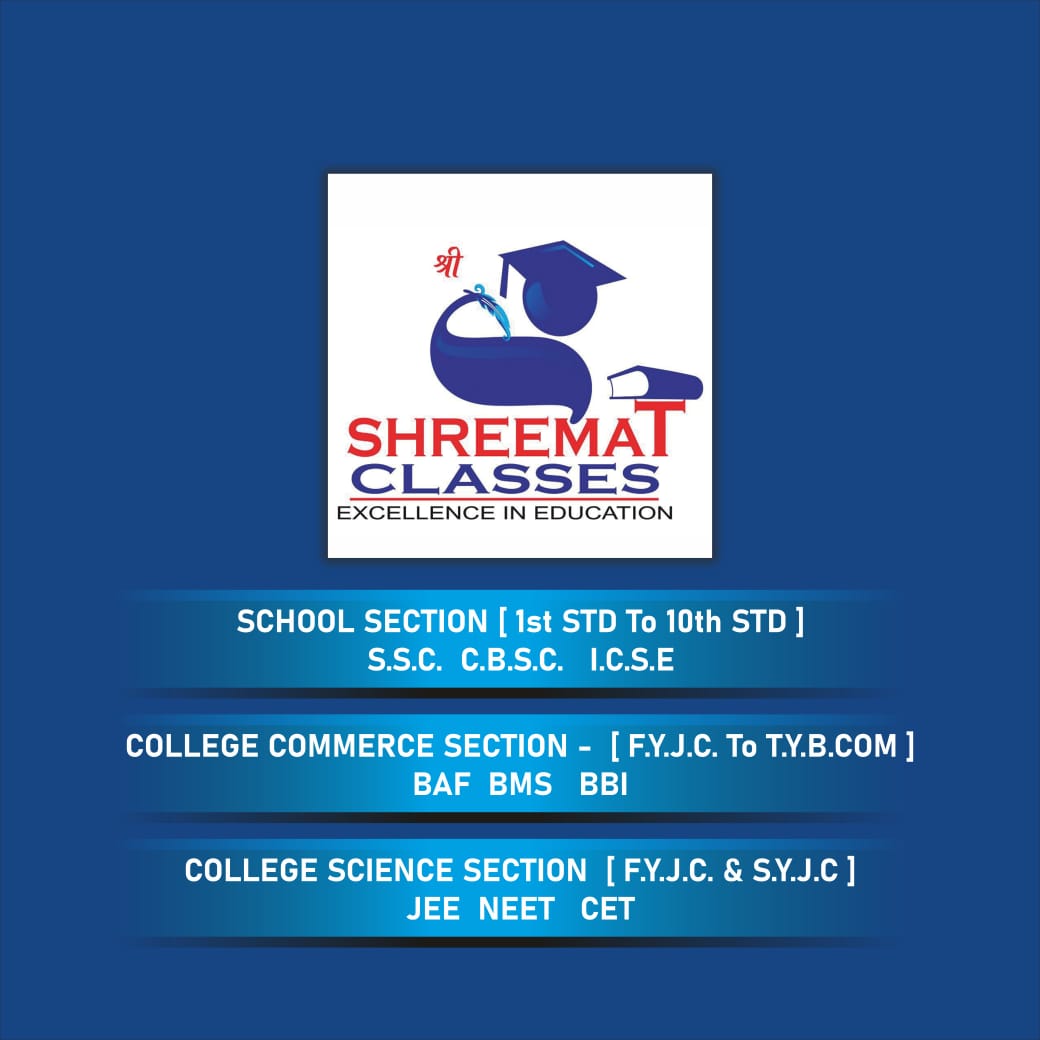 श्री
SHREEMAT
CLASSES
EXCELLENCE IN EDUCATION
SCHOOL SECTION [ 1st STD To 10th STD ]
S.S.C. C.B.S.C. I.C.S.E
COLLEGE COMMERCE SECTION - [ F.Y.J.C. To T.Y.B.COM ]
BAF BMS BBI
COLLEGE SCIENCE SECTION [ F.Y.J.C. & S.Y.J.C ]
JEE NEET CET